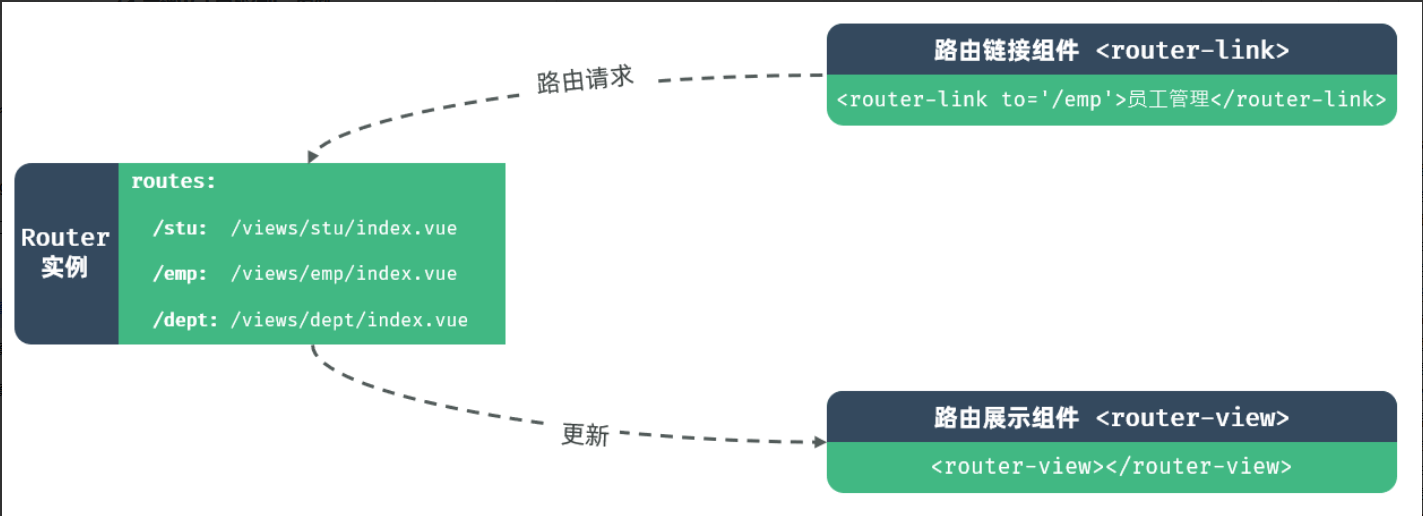 路由链接组件 <router-link>
<router-link to='/emp'>员工管理</router-link>
路由请求
Router
实例
routes:
/stu: /views/stu/index.vue
/emp: /views/emp/index.vue
/dept: /views/dept/index.vue
更新
路由展示组件 <router-view>
<router-view></router-view>